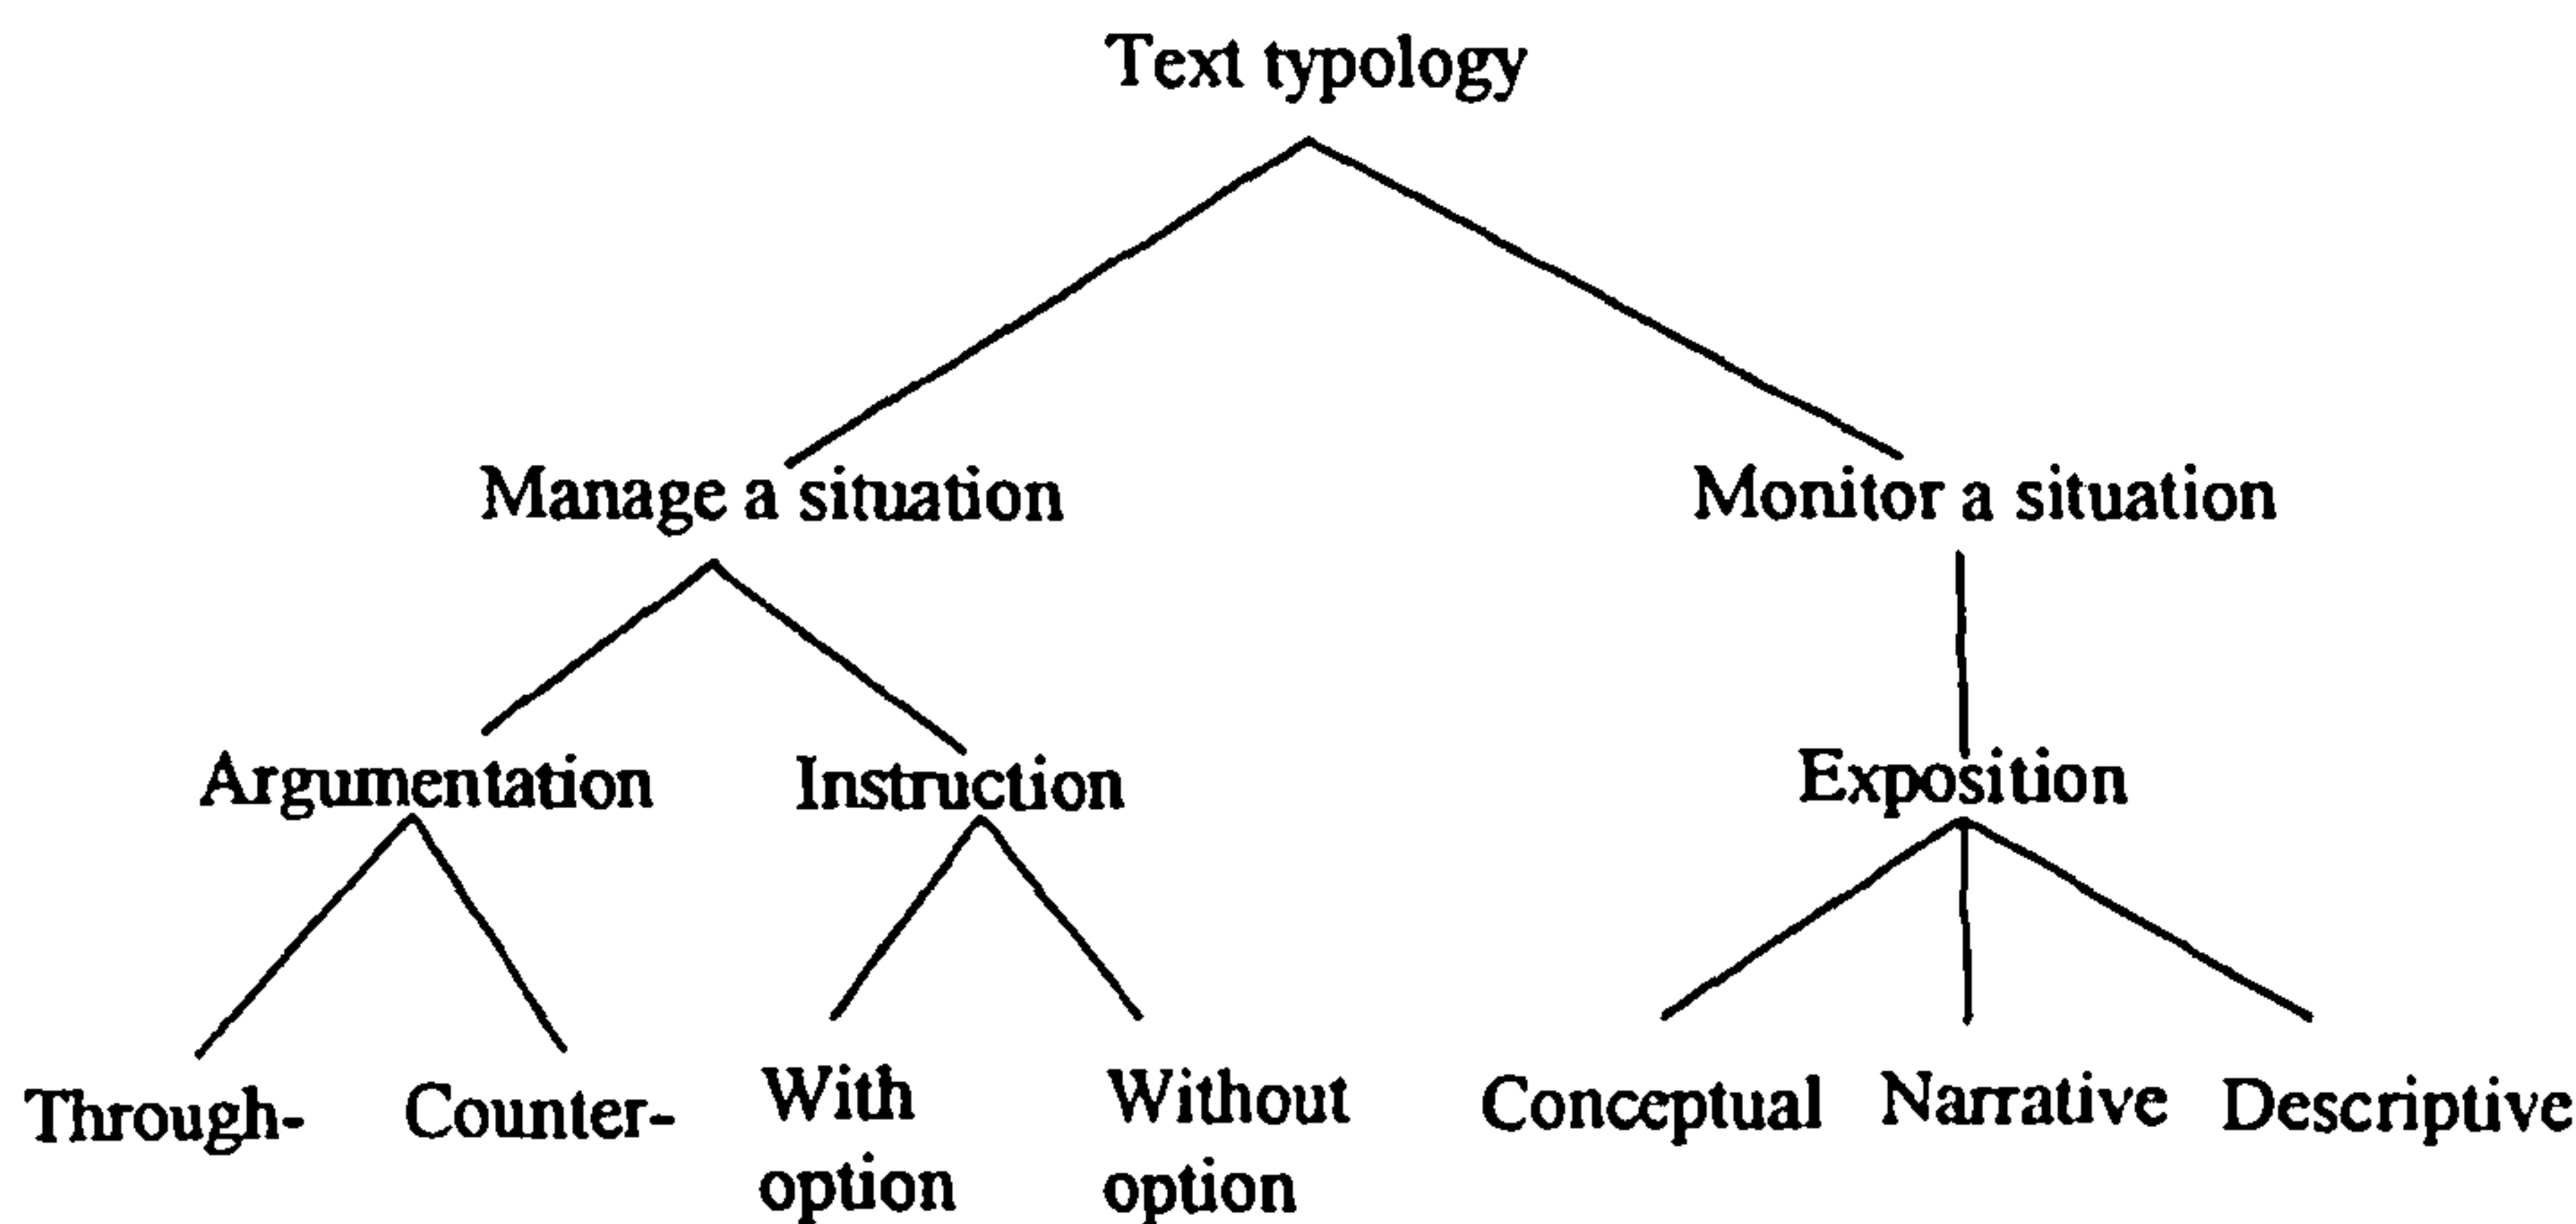 Text typology
Manage a situation
Monitor a situation
Argumentation
Instruction
Exposition
Through-
Counter-
With
option
Without
option
Conceptual
Narrative
Descriptive